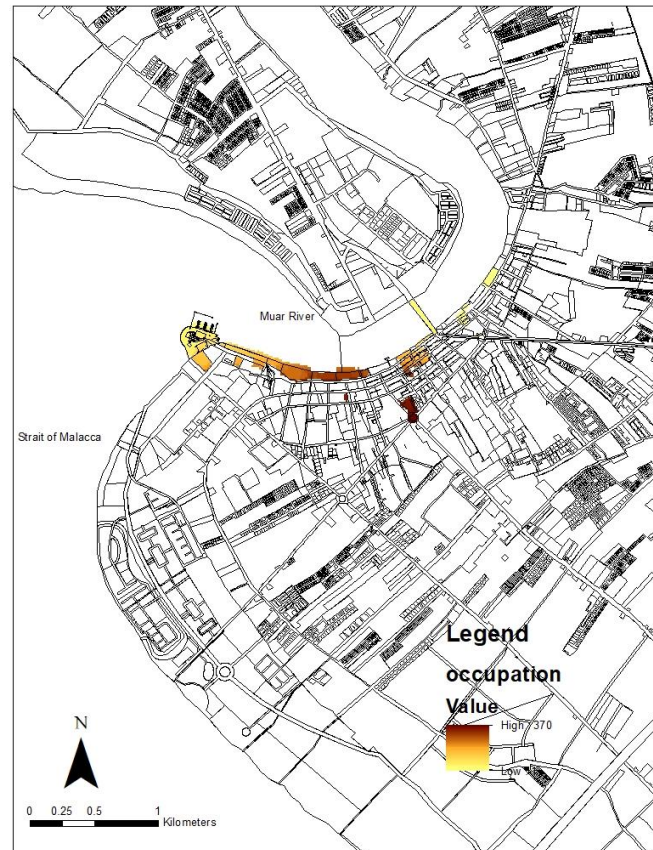 Muar River
Strait of Malacca
Legend
occupation
Value
High 370
Low
N
0 0.25 0.5 1
Kilometers